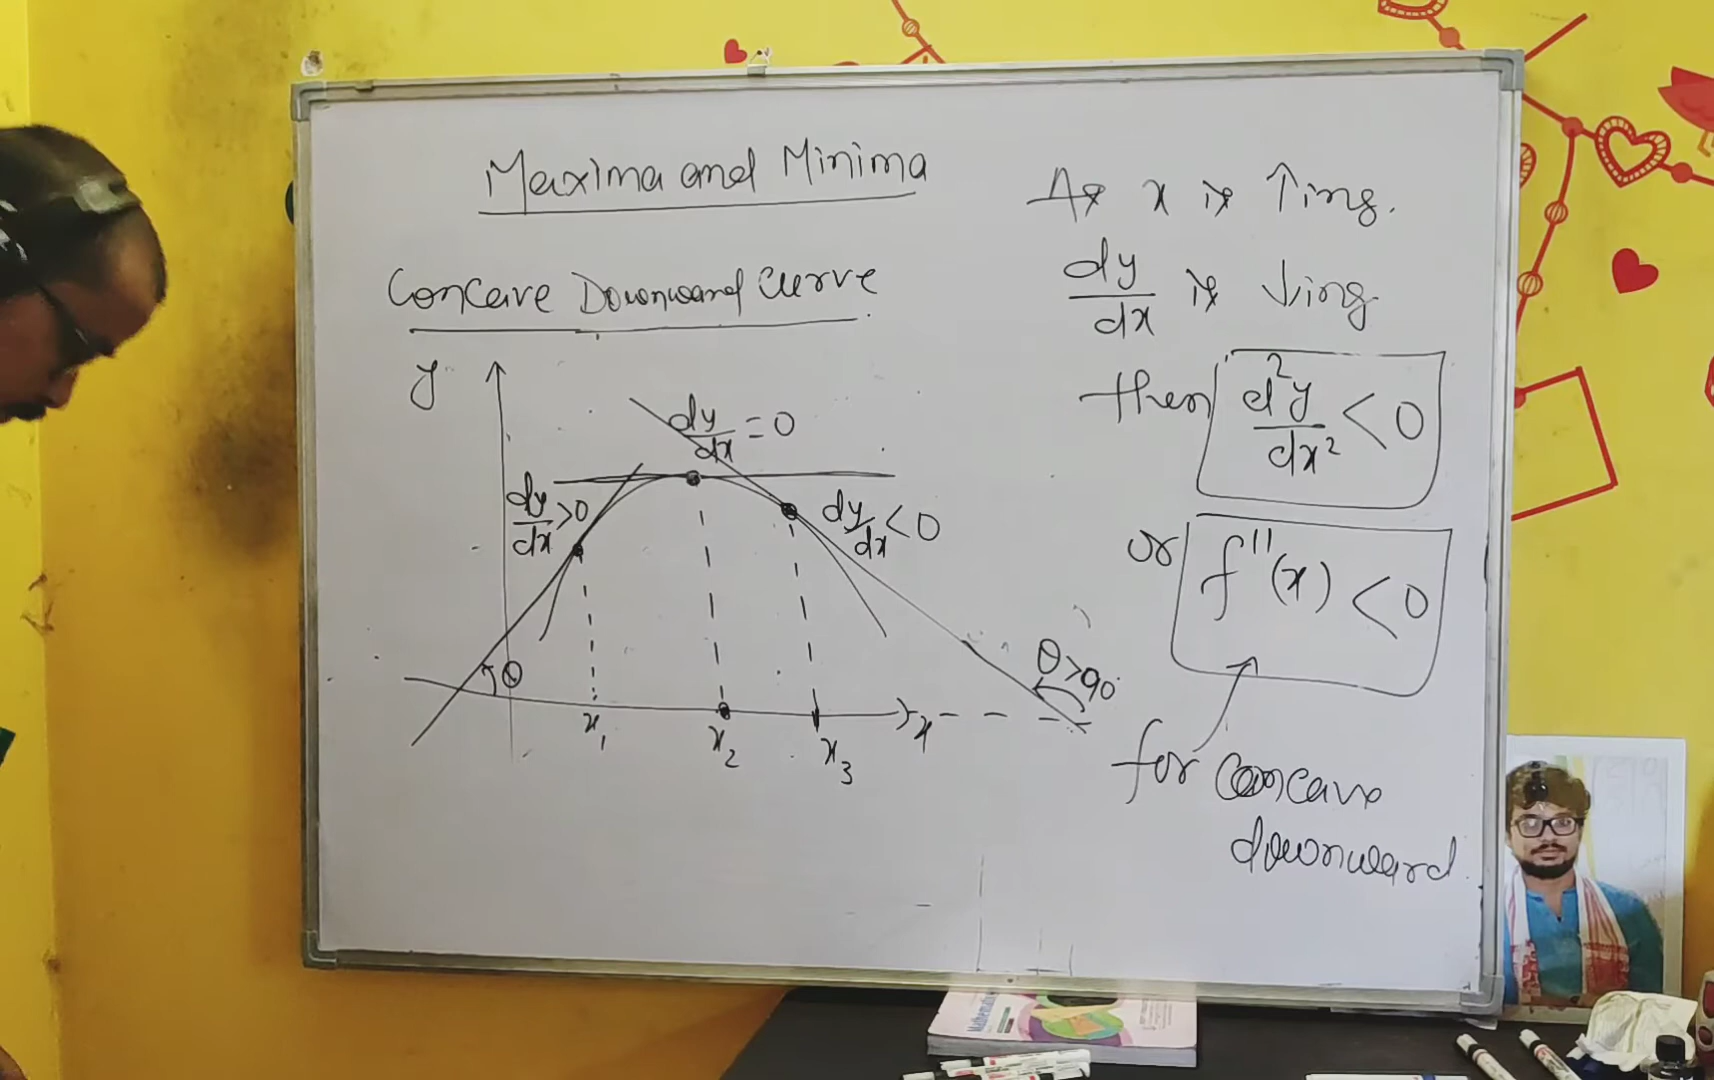 Maxima and Minima
Concave Downward Curve
y
dy/dx = 0
dy/dx > 0
dy/dx < 0
θ
θ > 90°
x₁
x₂
x₃
x
As x is ↑ing.
dy/dx is ↓ing.
then d²y/dx² < 0
or f''(x) < 0
for concave
downward.
Mathematics